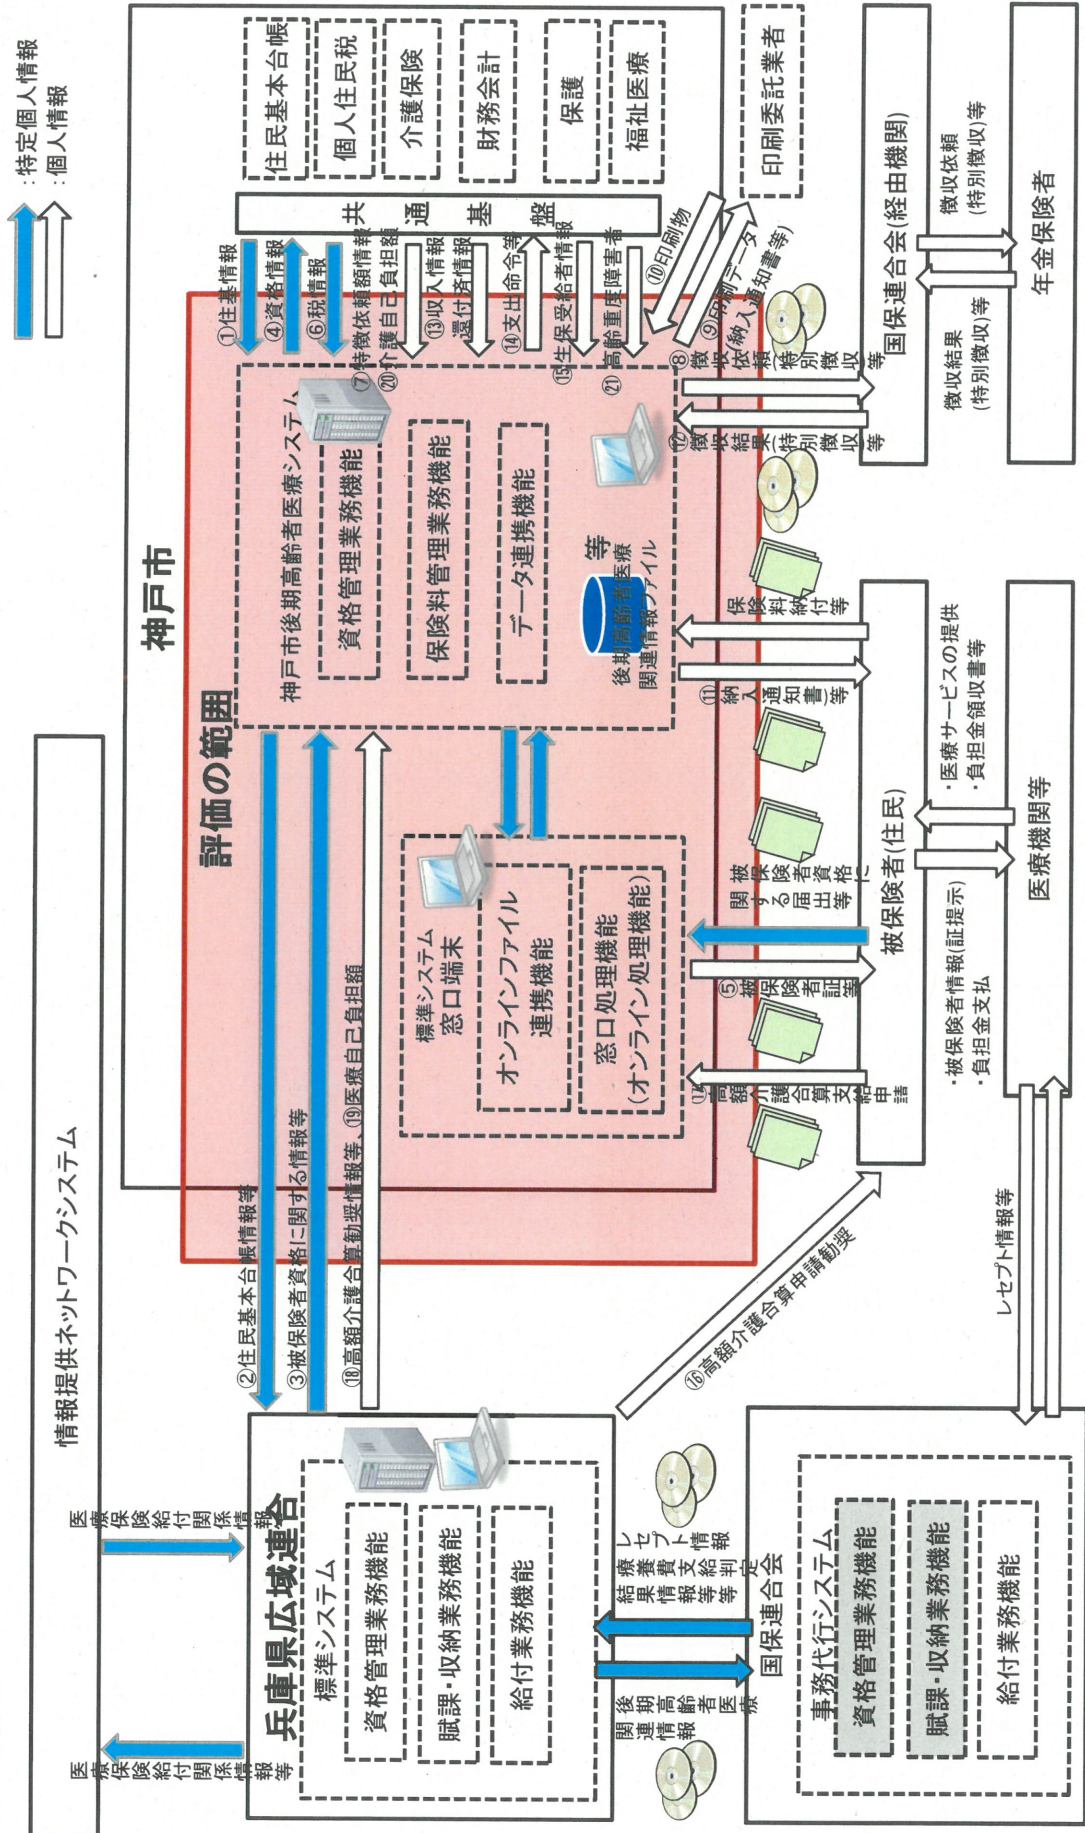 :特定個人情報
:個人情報
情報提供ネットワークシステム
医療保険給付関係情報等
医療保険給付関係情報
兵庫県広域連合
標準システム
資格管理業務機能
賦課・収納業務機能
給付業務機能
後期高齢者医療
関連情報
レセプト情報
療養費支給判定
結果情報等等
国保連合会
事務代行システム
資格管理業務機能
賦課・収納業務機能
給付業務機能
②住民基本台帳情報等
③被保険者資格に関する情報等
⑱高額介護合算勧奨情報等、⑲医療自己負担額
⑯高額介護合算申請勧奨
レセプト情報等
神戸市
評価の範囲
標準システム
窓口端末
オンラインファイル
連携機能
窓口処理機能
(オンライン処理機能)
神戸市後期高齢者医療システム
資格管理業務機能
保険料管理業務機能
データ連携機能
等
後期高齢者医療
関連情報ファイル
①住基情報
④資格情報
⑥税情報
⑦特徴依頼額情報
⑳介護自己負担額
⑬収入情報
還付済情報
⑭支出命令等
⑮生保受給者情報
㉑高齢重度障害者
⑩印刷物
⑨印刷データ
(納入通知書等)
共通基盤
住民基本台帳
個人住民税
介護保険
財務会計
保護
福祉医療
印刷委託業者
⑰高額介護合算支給申請
⑤被保険者証等
被保険者資格に
関する届出等
⑪納入通知書等
保険料納付等
⑫徴収結果(特別徴収)等
⑧徴収依頼(特別徴収)等
被保険者(住民)
・被保険者情報(証提示)
・負担金支払
・医療サービスの提供
・負担金領収書等
医療機関等
国保連合会(経由機関)
徴収結果
(特別徴収)等
徴収依頼
(特別徴収)等
年金保険者